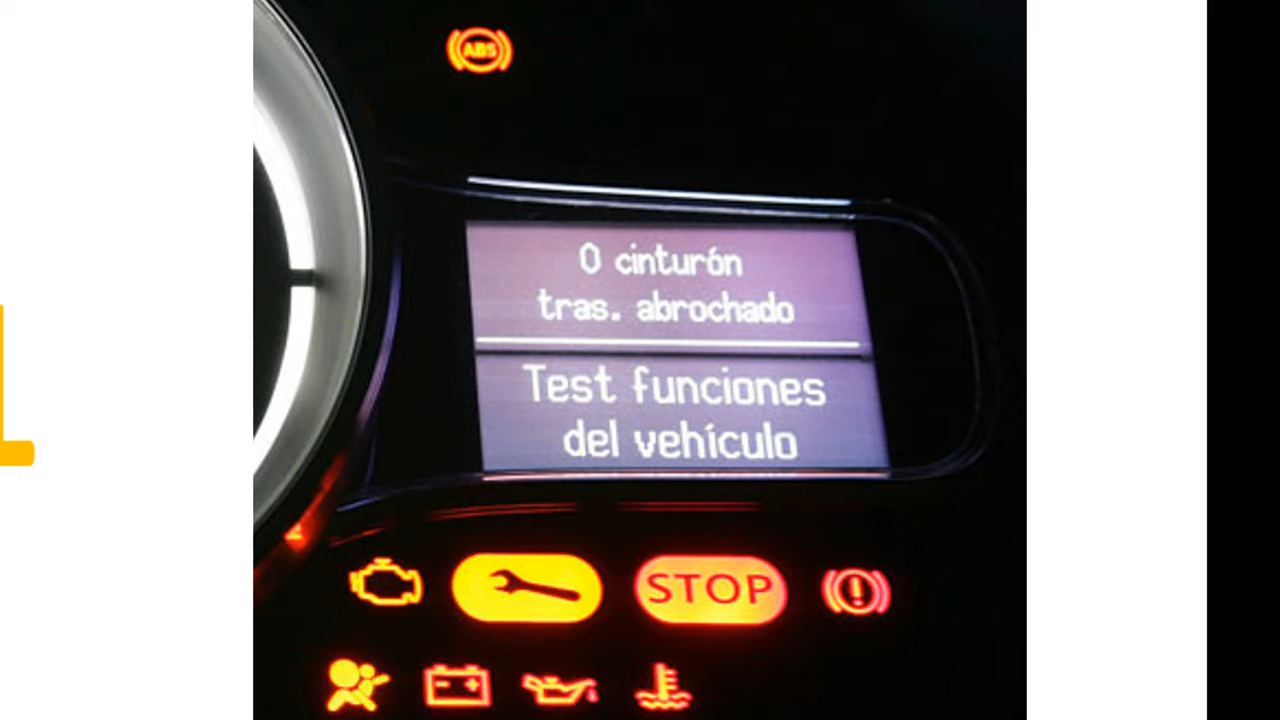 ABS
0 cinturón
tras. abrochado
Test funciones
del vehículo
STOP